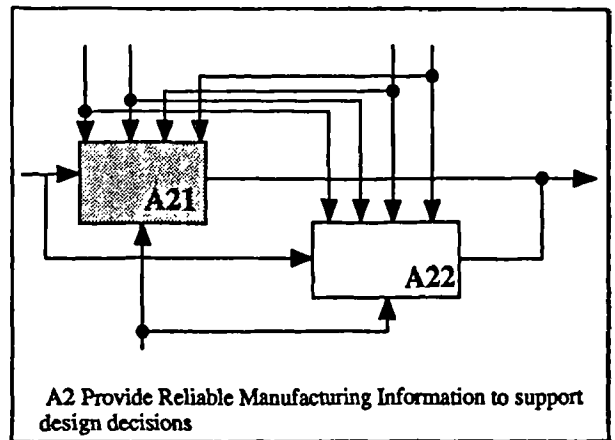 A21
A22
A2 Provide Reliable Manufacturing Information to support
design decisions